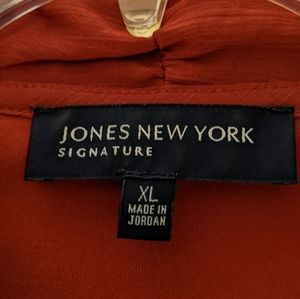 JONES NEW YORK
SIGNATURE
XL
MADE IN
JORDAN